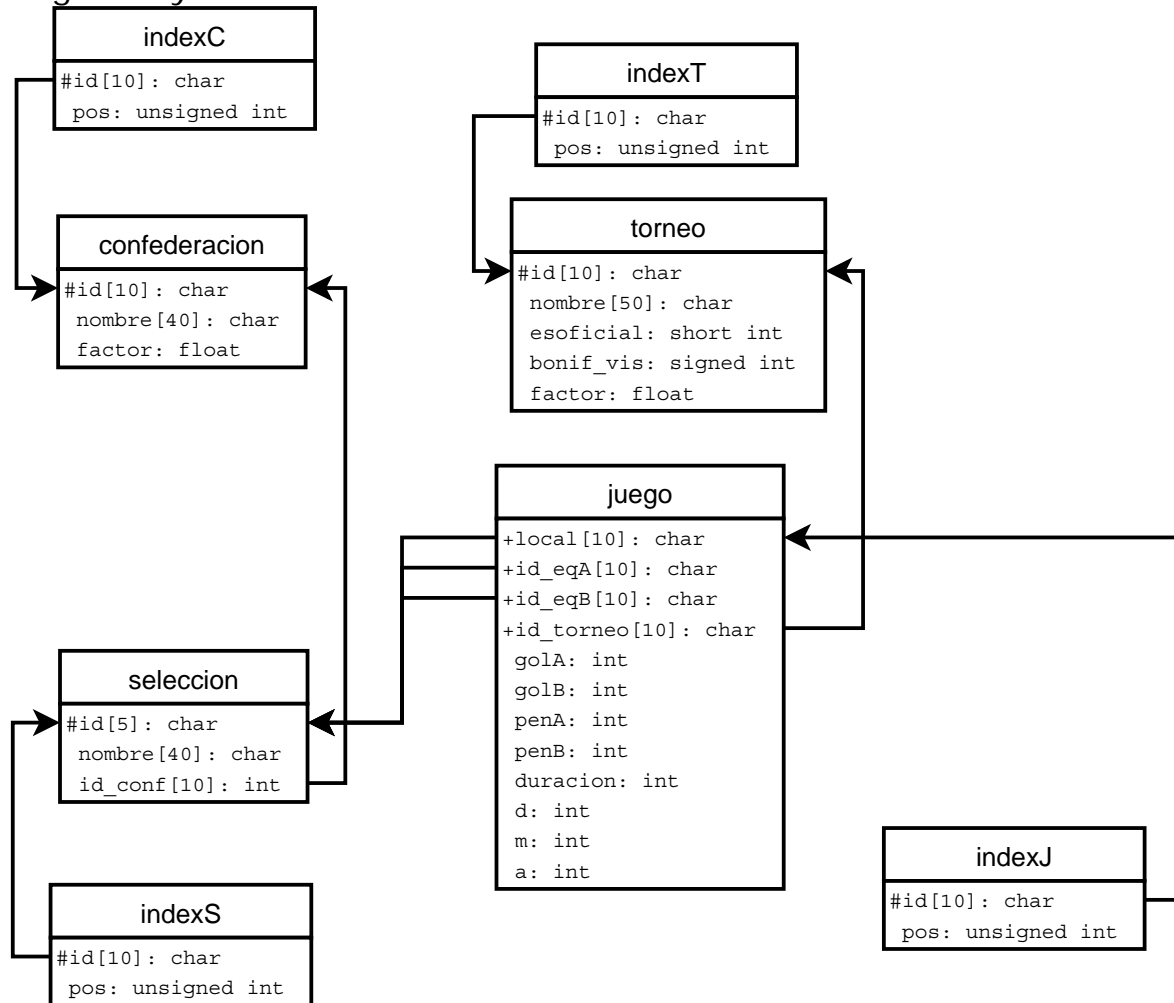 indexC
#id[10]: char
pos: unsigned int
indexT
#id[10]: char
pos: unsigned int
confederacion
#id[10]: char
nombre[40]: char
factor: float
torneo
#id[10]: char
nombre[50]: char
esoficial: short int
bonif_vis: signed int
factor: float
juego
+local[10]: char
+id_eqA[10]: char
+id_eqB[10]: char
+id_torneo[10]: char
golA: int
golB: int
penA: int
penB: int
duracion: int
d: int
m: int
a: int
seleccion
#id[5]: char
nombre[40]: char
id_conf[10]: int
indexJ
#id[10]: char
pos: unsigned int
indexS
#id[10]: char
pos: unsigned int